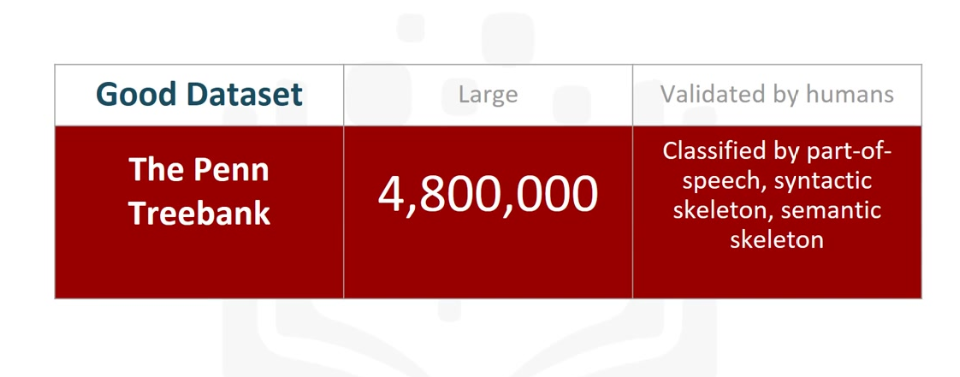 Good Dataset
Large
Validated by humans
The Penn
Treebank
4,800,000
Classified by part-of-
speech, syntactic
skeleton, semantic
skeleton